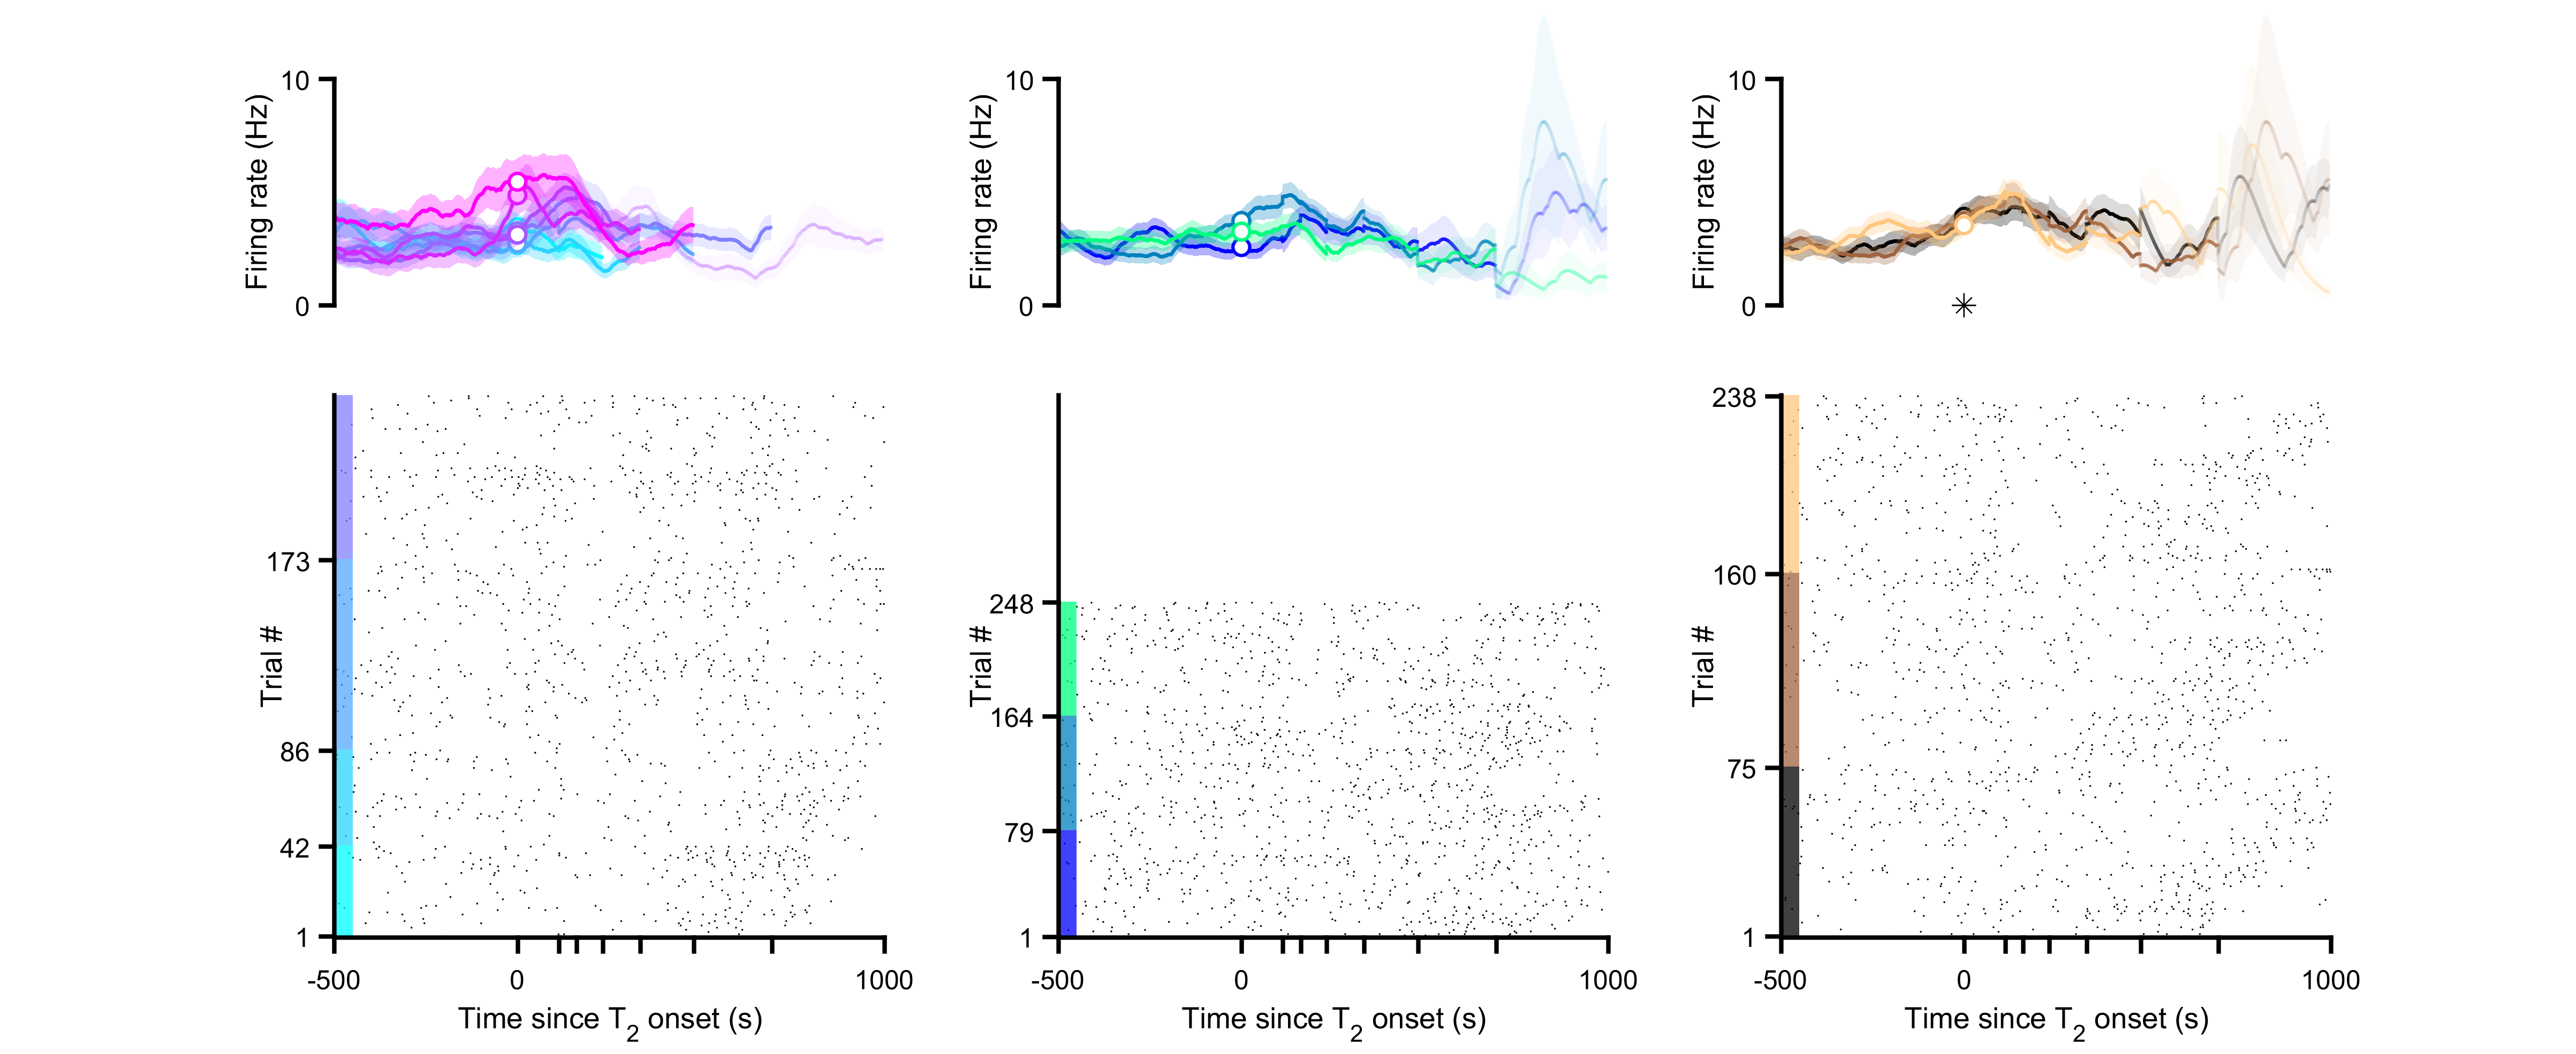 10
Firing rate (Hz)
0
10
Firing rate (Hz)
0
10
Firing rate (Hz)
0
173
86
42
1
Trial #
-500 0 1000
Time since T2 onset (s)
248
164
79
1
Trial #
-500 0 1000
Time since T2 onset (s)
238
160
75
1
Trial #
-500 0 1000
Time since T2 onset (s)